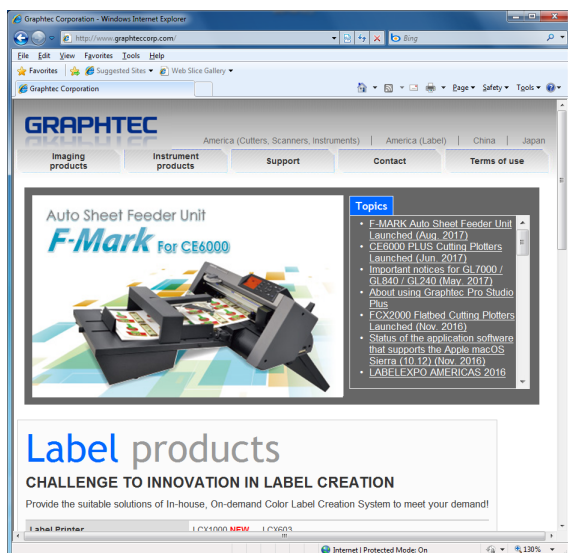 Graphtec Corporation - Windows Internet Explorer
http://www.graphteccorp.com/
Bing
File Edit View Favorites Tools Help
Favorites Suggested Sites Web Slice Gallery
Graphtec Corporation
Page Safety Tools
GRAPHTEC
America (Cutters, Scanners, Instruments) | America (Label) | China | Japan
Imaging products
Instrument products
Support
Contact
Terms of use
Auto Sheet Feeder Unit
F-Mark For CE6000
Topics
• F-MARK Auto Sheet Feeder Unit
Launched (Aug. 2017)
• CE6000 PLUS Cutting Plotters
Launched (Jun. 2017)
• Important notices for GL7000 /
GL840 / GL240 (May. 2017)
• About using Graphtec Pro Studio
Plus
• FCX2000 Flatbed Cutting Plotters
Launched (Nov. 2016)
• Status of the application software
that supports the Apple macOS
Sierra (10.12) (Nov. 2016)
• LABELEXPO AMERICAS 2016
Label products
CHALLENGE TO INNOVATION IN LABEL CREATION
Provide the suitable solutions of In-house, On-demand Color Label Creation System to meet your demand!
Label Printer LCX1000 NEW LCX603
Internet | Protected Mode: On 130%